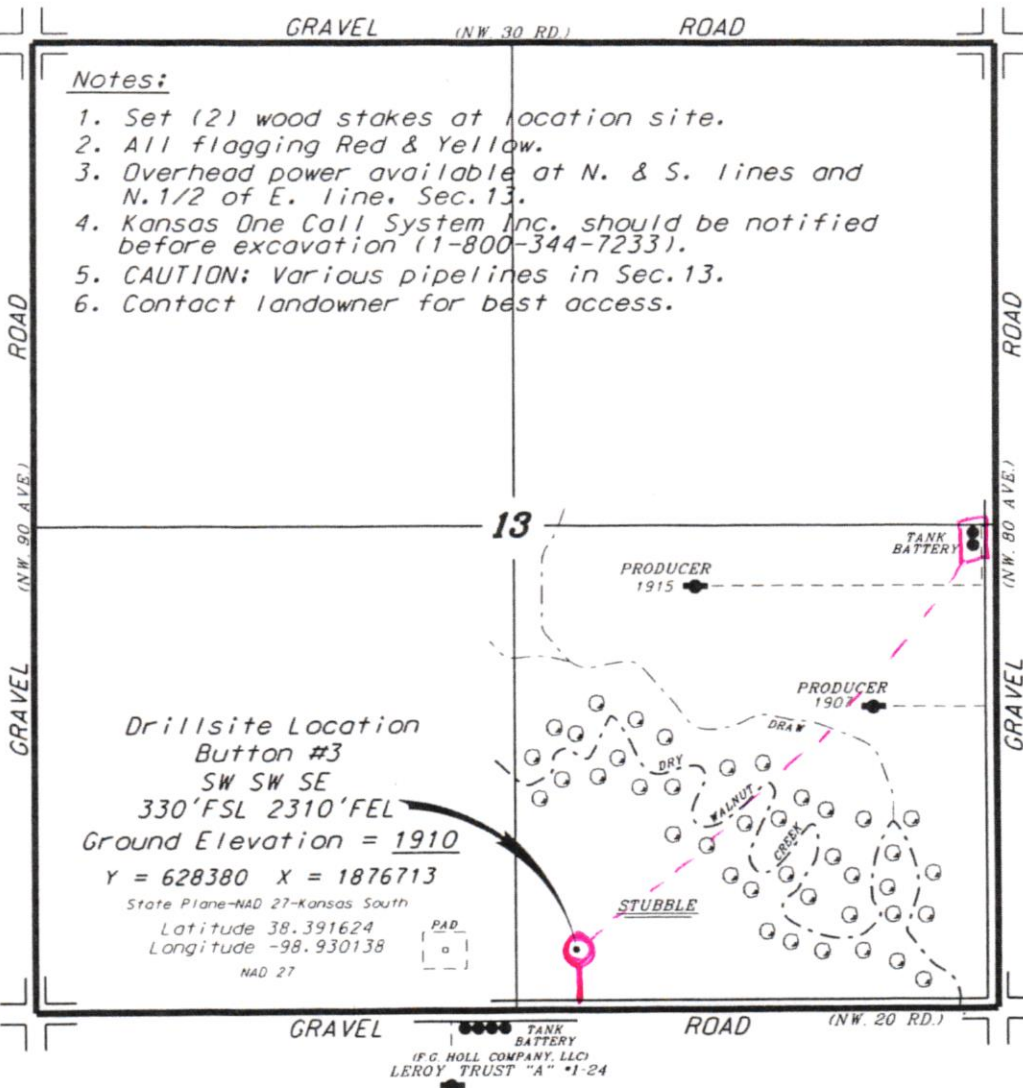 GRAVEL (NW. 30 RD.) ROAD
Notes:
1. Set (2) wood stakes at location site.
2. All flagging Red & Yellow.
3. Overhead power available at N. & S. lines and
N.1/2 of E. line, Sec.13.
4. Kansas One Call System Inc. should be notified
before excavation (1-800-344-7233).
5. CAUTION: Various pipelines in Sec.13.
6. Contact landowner for best access.
ROAD
(NW. 90 AVE.)
GRAVEL
ROAD
(NW. 80 AVE.)
GRAVEL
13
TANK
BATTERY
PRODUCER
1915
PRODUCER
1907
DRAW
DRY
WALNUT
CREEK
STUBBLE
Drillsite Location
Button #3
SW SW SE
330'FSL 2310'FEL
Ground Elevation = 1910
Y = 628380 X = 1876713
State Plane-NAD 27-Kansas South
Latitude 38.391624
Longitude -98.930138
NAD 27
PAD
GRAVEL
ROAD (NW. 20 RD.)
TANK
BATTERY
(F.G. HOLL COMPANY, LLC)
LEROY TRUST "A" #1-24